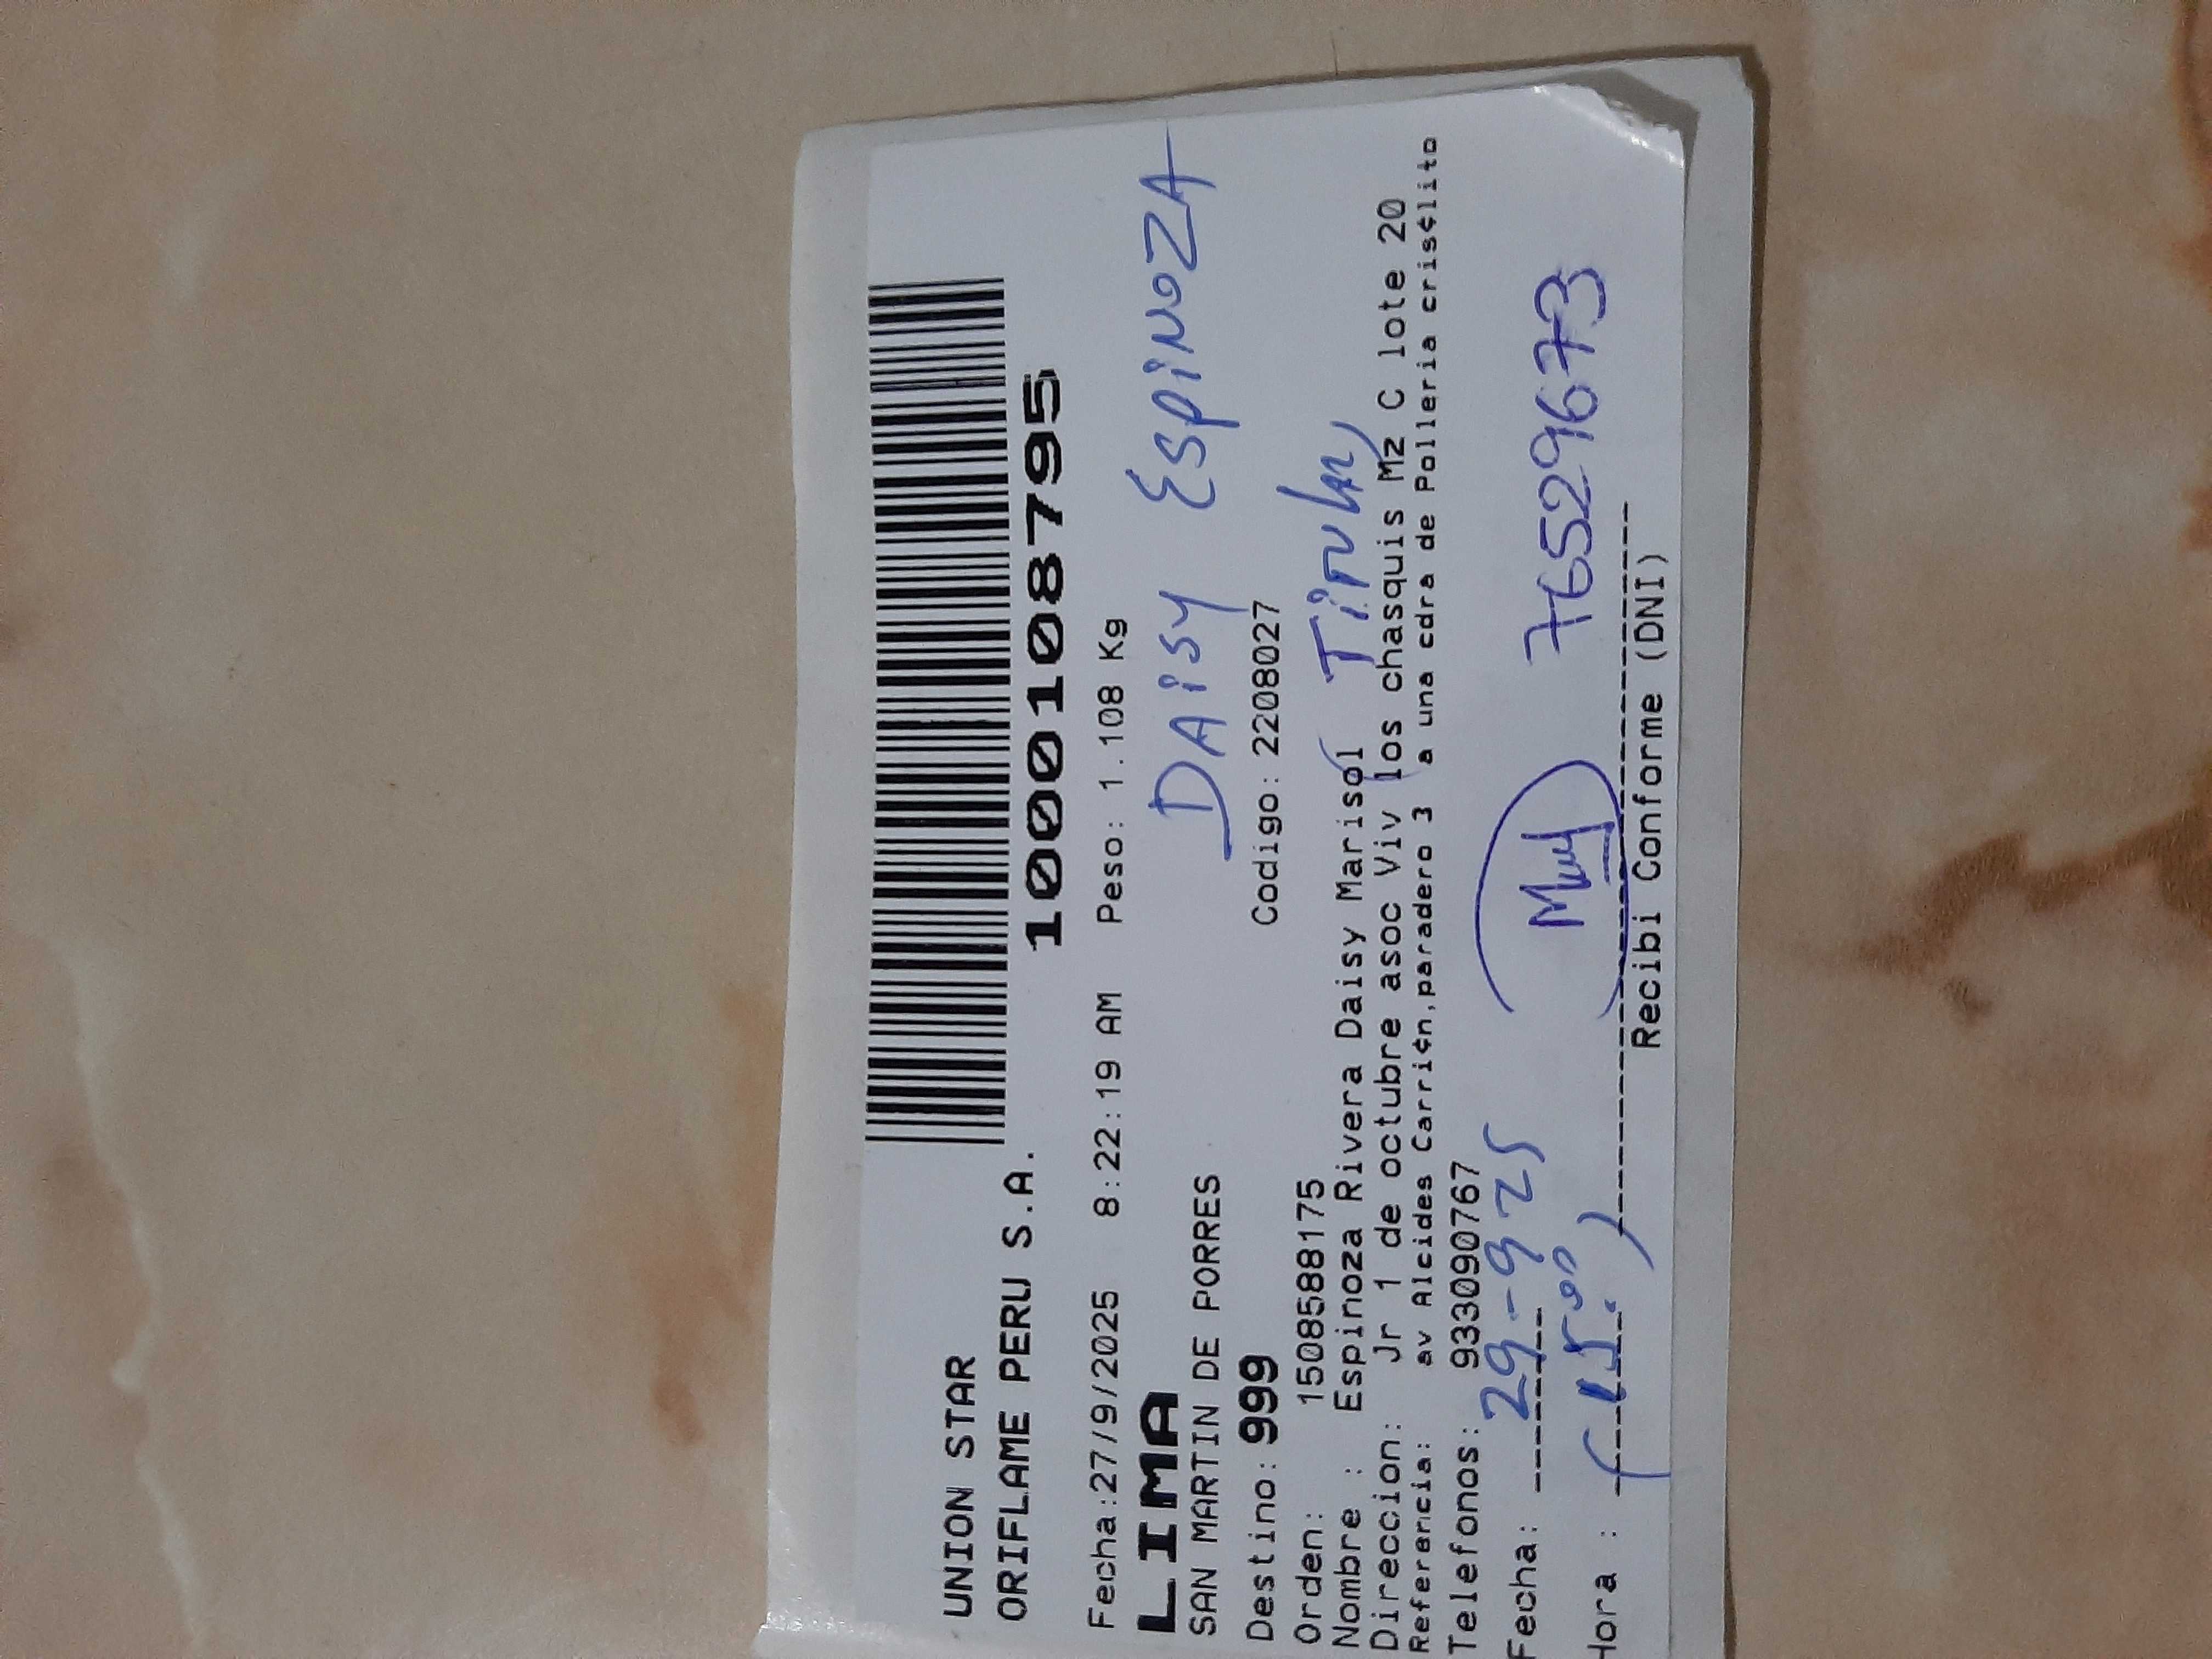 UNION STAR
ORIFLAME PERU S.A.
1000108795
Fecha:27/9/2025 8:22:19 AM Peso: 1.108 Kg
LIMA
SAN MARTIN DE PORRES
DAiSY ESPiNOZA
Destino: 999 Codigo: 2208027
Orden: 1508588175
Nombre : Espinoza Rivera Daisy Marisol
Direccion: Jr 1 de octubre asoc Viv los chasquis Mz C lote 20
Referencia: av Alcides Carri¢n,paradero 3 a una cdra de Polleria cris¢lito
Telefonos: 933090767
Fecha: 29-9 25
76529673
Hora :
Recibi Conforme (DNI)